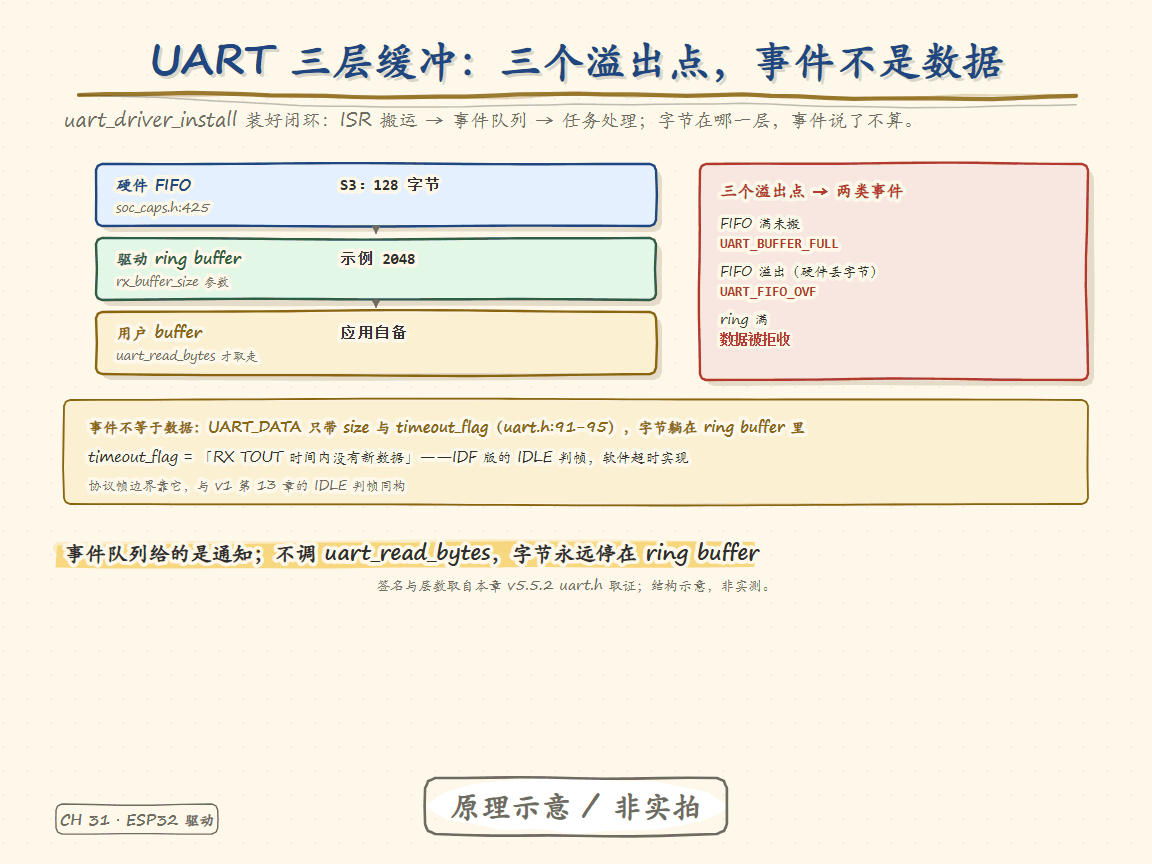 UART 三层缓冲：三个溢出点，事件不是数据
uart_driver_install 装好闭环：ISR 搬运 → 事件队列 → 任务处理；字节在哪一层，事件说了不算。
硬件 FIFO
S3：128 字节
soc_caps.h:425
驱动 ring buffer
示例 2048
rx_buffer_size 参数
用户 buffer
应用自备
uart_read_bytes 才取走
三个溢出点 → 两类事件
FIFO 满未搬
UART_BUFFER_FULL
FIFO 溢出（硬件丢字节）
UART_FIFO_OVF
ring 满
数据被拒收
事件不等于数据：UART_DATA 只带 size 与 timeout_flag（uart.h:91-95），字节躺在 ring buffer 里
timeout_flag = 「RX TOUT 时间内没有新数据」——IDF 版的 IDLE 判帧，软件超时实现
协议帧边界靠它，与 v1 第 13 章的 IDLE 判帧同构
事件队列给的是通知；不调 uart_read_bytes，字节永远停在 ring buffer
签名与层数取自本章 v5.5.2 uart.h 取证；结构示意，非实测。
原理示意 / 非实拍
CH 31 · ESP32 驱动